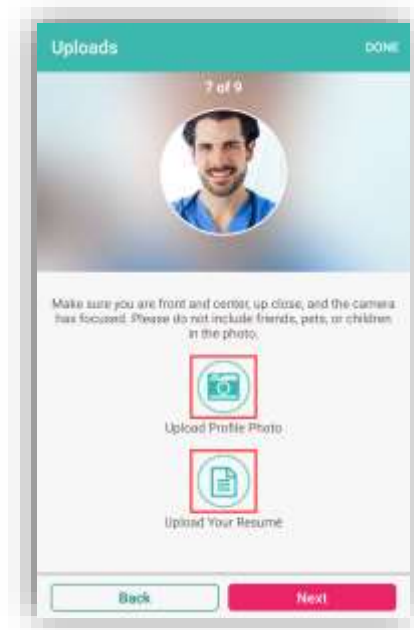 Uploads
DONE
7 of 9
Make sure you are front and center, up close, and the camera
has focused. Please do not include friends, pets, or children
in the photo.
Upload Profile Photo
Upload Your Resume
Back
Next